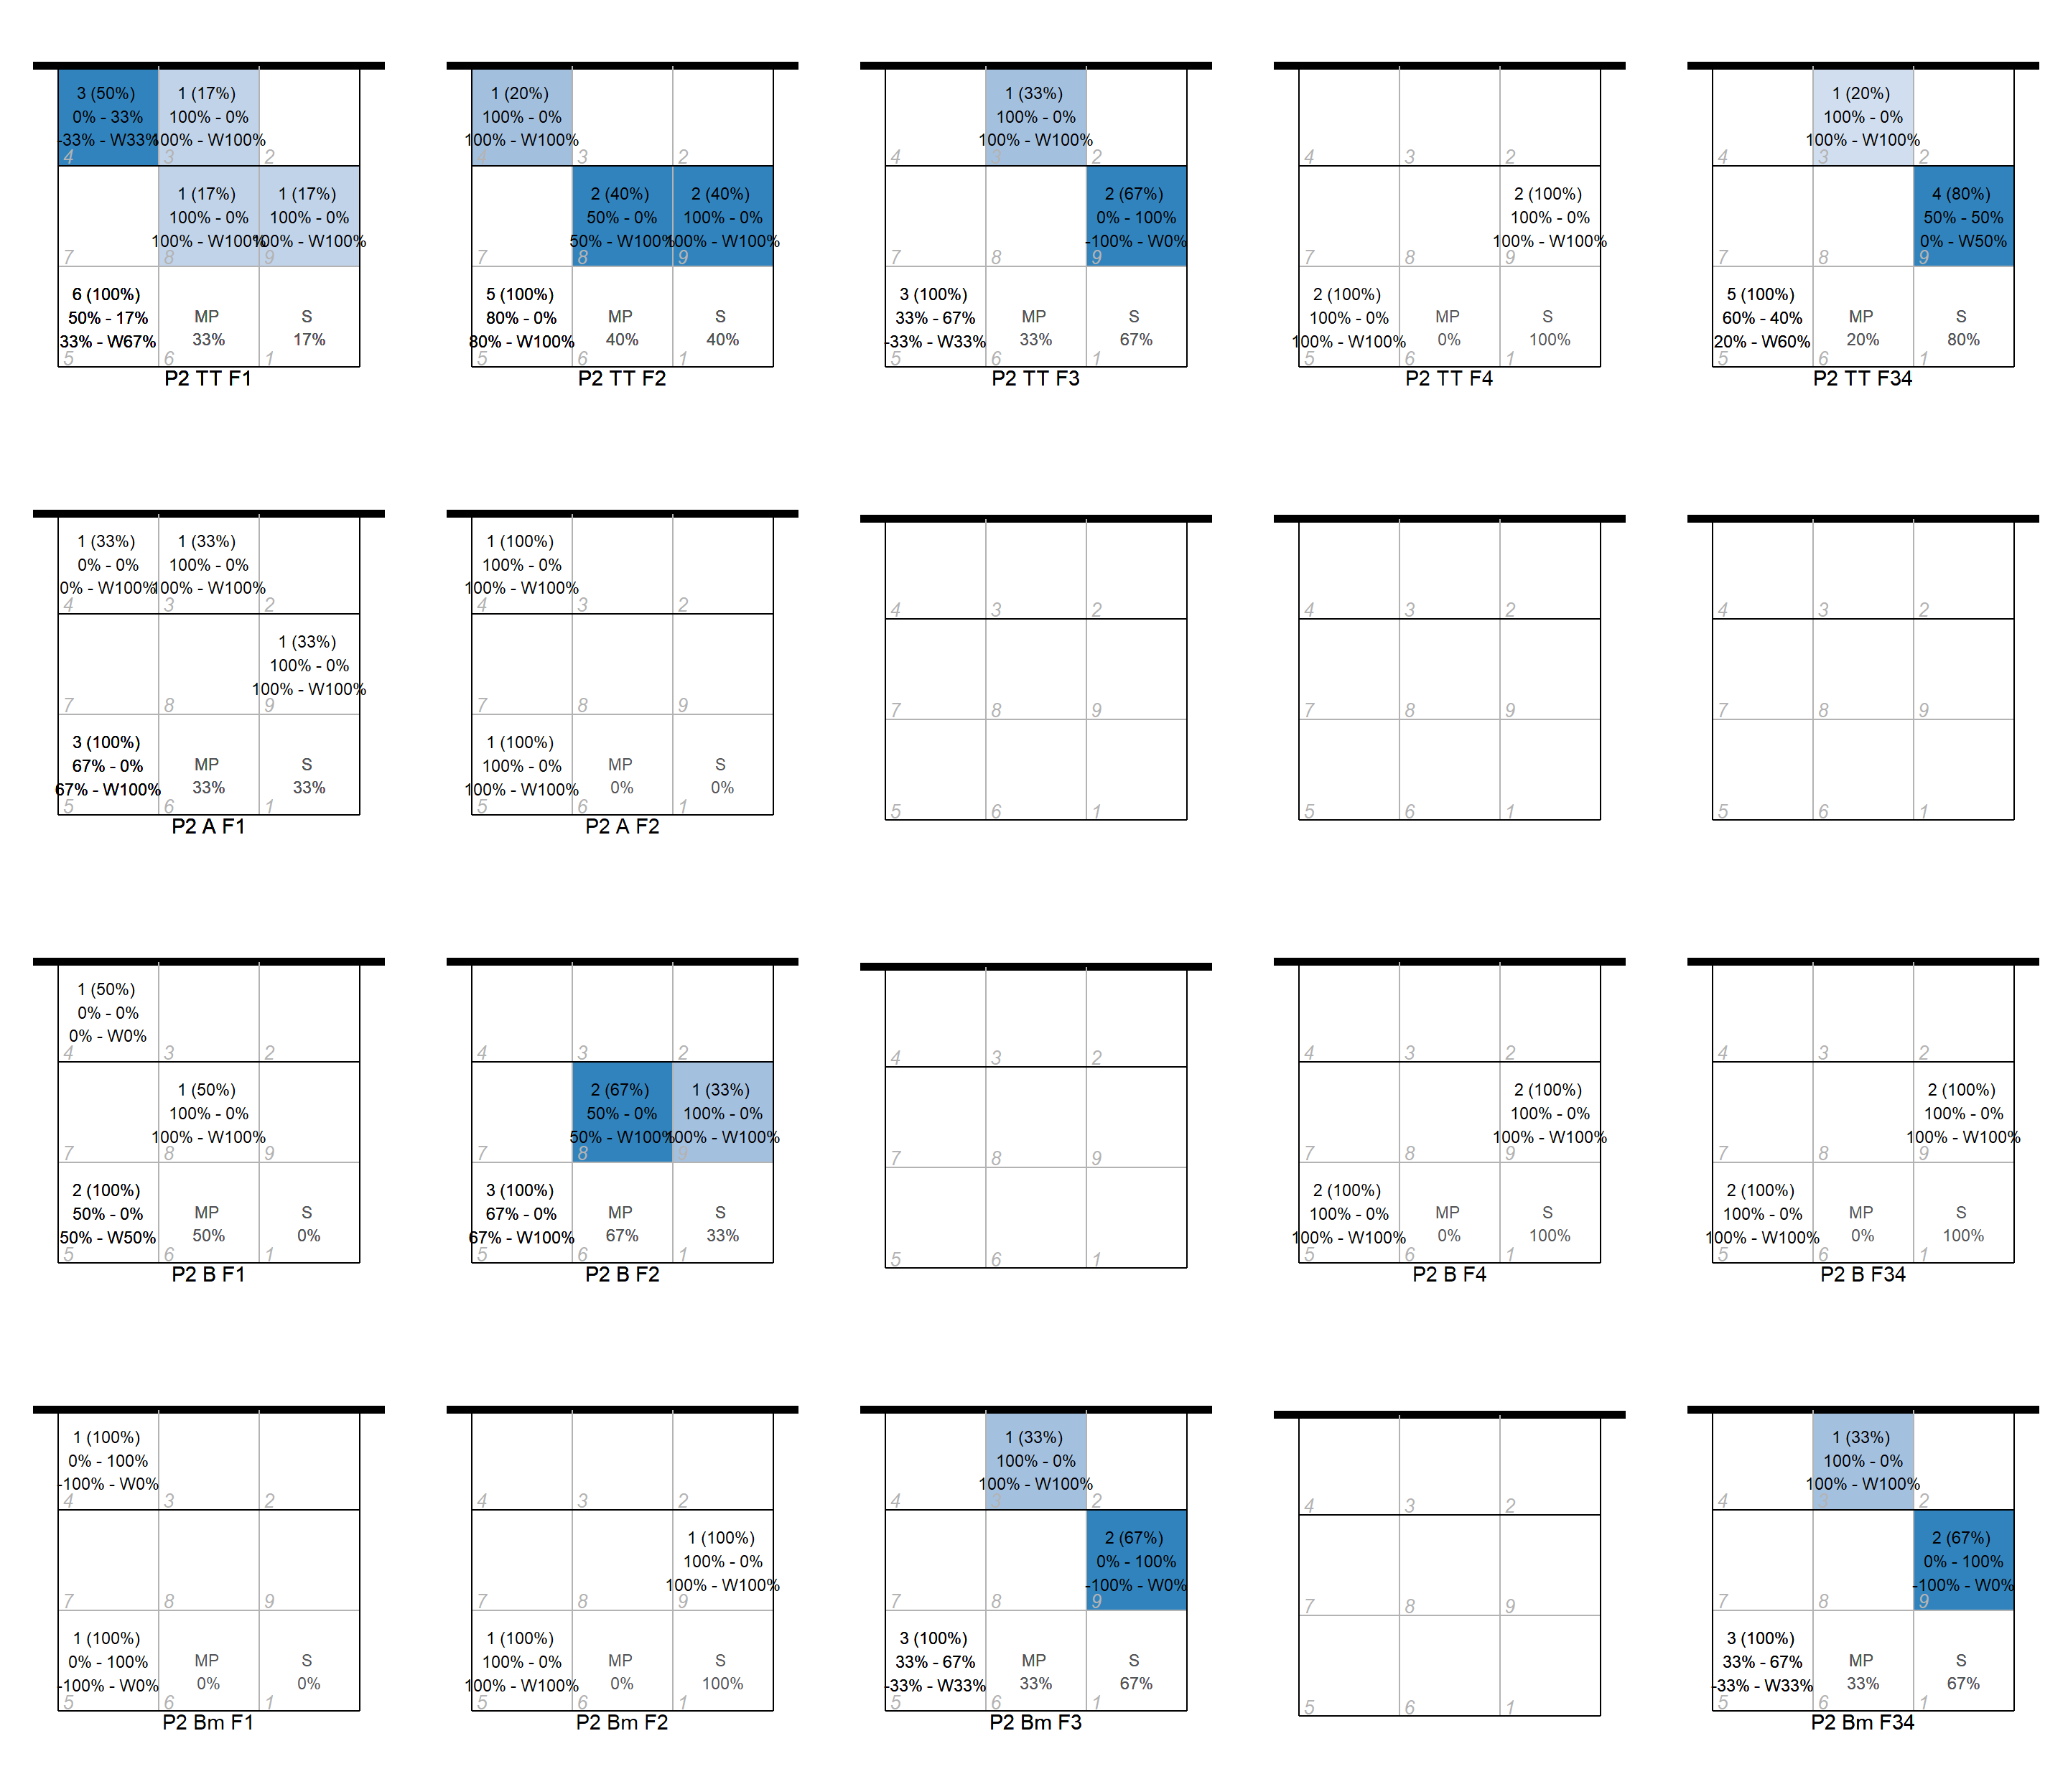 3 (50%)
0% - 33%
-33% - W33%
4
1 (17%)
100% - 0%
100% - W100%
3
2
7
1 (17%)
100% - 0%
100% - W100%
8
1 (17%)
100% - 0%
100% - W100%
9
6 (100%)
50% - 17%
33% - W67%
5
MP
33%
6
S
17%
1
P2 TT F1
1 (20%)
100% - 0%
100% - W100%
4
3
2
7
2 (40%)
50% - 0%
50% - W100%
8
2 (40%)
100% - 0%
100% - W100%
9
5 (100%)
80% - 0%
80% - W100%
5
MP
40%
6
S
40%
1
P2 TT F2
4
1 (33%)
100% - 0%
100% - W100%
3
2
7
8
2 (67%)
0% - 100%
-100% - W0%
9
3 (100%)
33% - 67%
-33% - W33%
5
MP
33%
6
S
67%
1
P2 TT F3
4
3
2
7
8
2 (100%)
100% - 0%
100% - W100%
9
2 (100%)
100% - 0%
100% - W100%
5
MP
0%
6
S
100%
1
P2 TT F4
4
1 (20%)
100% - 0%
100% - W100%
3
2
7
8
4 (80%)
50% - 50%
0% - W50%
9
5 (100%)
60% - 40%
20% - W60%
5
MP
20%
6
S
80%
1
P2 TT F34
1 (33%)
0% - 0%
0% - W100%
4
1 (33%)
100% - 0%
100% - W100%
3
2
7
8
1 (33%)
100% - 0%
100% - W100%
9
3 (100%)
67% - 0%
67% - W100%
5
MP
33%
6
S
33%
1
P2 A F1
1 (100%)
100% - 0%
100% - W100%
4
3
2
7
8
9
1 (100%)
100% - 0%
100% - W100%
5
MP
0%
6
S
0%
1
P2 A F2
4
3
2
7
8
9
5
6
1
4
3
2
7
8
9
5
6
1
4
3
2
7
8
9
5
6
1
1 (50%)
0% - 0%
0% - W0%
4
3
2
7
1 (50%)
100% - 0%
100% - W100%
8
9
2 (100%)
50% - 0%
50% - W50%
5
MP
50%
6
S
0%
1
P2 B F1
4
3
2
7
2 (67%)
50% - 0%
50% - W100%
8
1 (33%)
100% - 0%
100% - W100%
9
3 (100%)
67% - 0%
67% - W100%
5
MP
67%
6
S
33%
1
P2 B F2
4
3
2
7
8
9
5
6
1
4
3
2
7
8
2 (100%)
100% - 0%
100% - W100%
9
2 (100%)
100% - 0%
100% - W100%
5
MP
0%
6
S
100%
1
P2 B F4
4
3
2
7
8
2 (100%)
100% - 0%
100% - W100%
9
2 (100%)
100% - 0%
100% - W100%
5
MP
0%
6
S
100%
1
P2 B F34
1 (100%)
0% - 100%
-100% - W0%
4
3
2
7
8
9
1 (100%)
0% - 100%
-100% - W0%
5
MP
0%
6
S
0%
1
P2 Bm F1
4
3
2
7
8
1 (100%)
100% - 0%
100% - W100%
9
1 (100%)
100% - 0%
100% - W100%
5
MP
0%
6
S
100%
1
P2 Bm F2
4
1 (33%)
100% - 0%
100% - W100%
3
2
7
8
2 (67%)
0% - 100%
-100% - W0%
9
3 (100%)
33% - 67%
-33% - W33%
5
MP
33%
6
S
67%
1
P2 Bm F3
4
3
2
7
8
9
5
6
1
4
1 (33%)
100% - 0%
100% - W100%
3
2
7
8
2 (67%)
0% - 100%
-100% - W0%
9
3 (100%)
33% - 67%
-33% - W33%
5
MP
33%
6
S
67%
1
P2 Bm F34